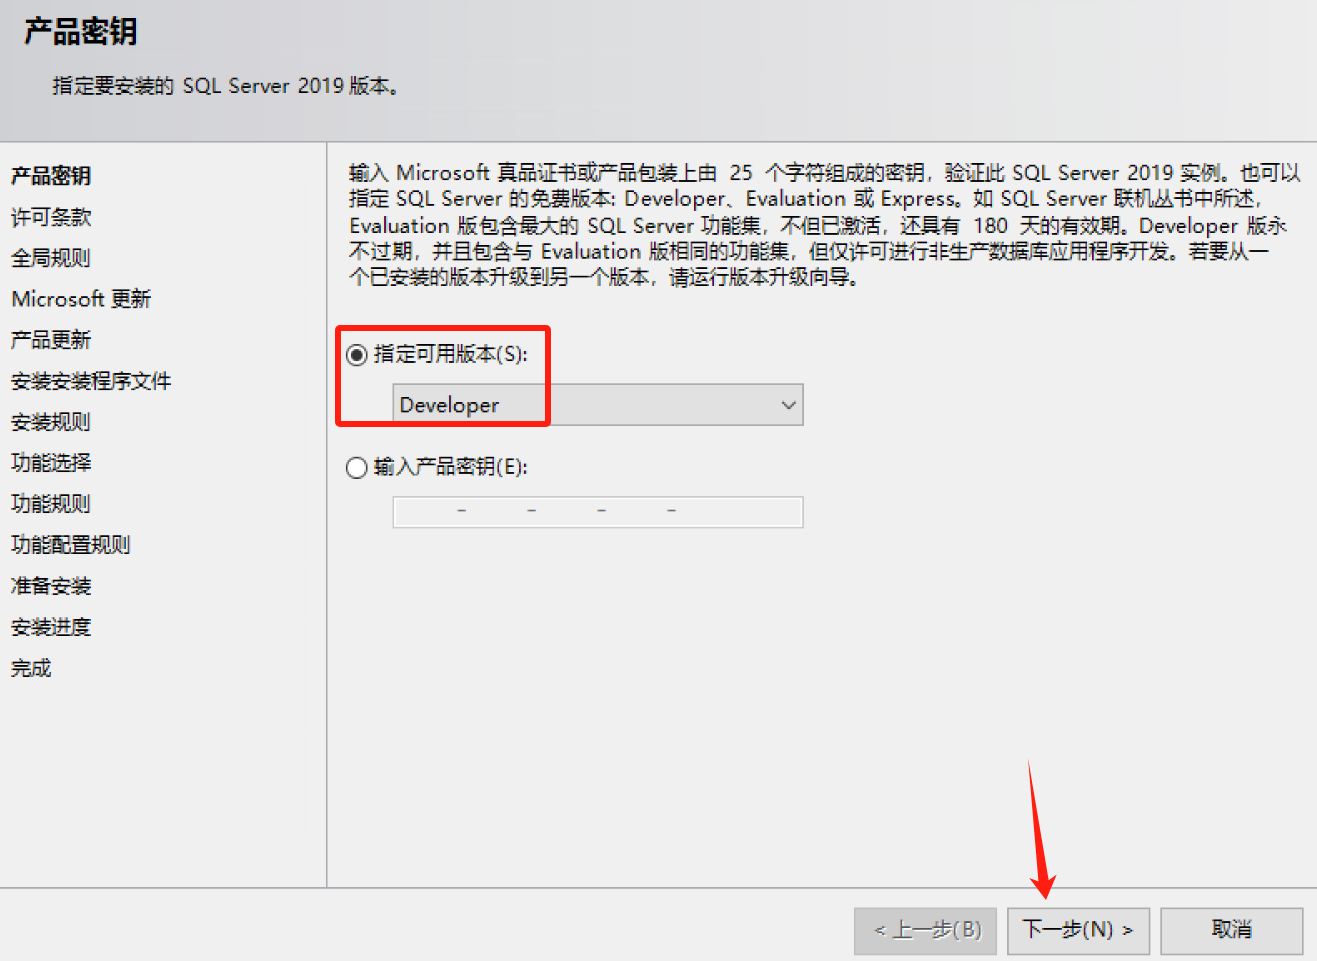 产品密钥
指定要安装的 SQL Server 2019 版本。
产品密钥
许可条款
全局规则
Microsoft 更新
产品更新
安装安装程序文件
安装规则
功能选择
功能规则
功能配置规则
准备安装
安装进度
完成
输入 Microsoft 真品证书或产品包装上由 25 个字符组成的密钥，验证此 SQL Server 2019 实例。也可以
指定 SQL Server 的免费版本: Developer、Evaluation 或 Express。如 SQL Server 联机丛书中所述，
Evaluation 版包含最大的 SQL Server 功能集，不但已激活，还具有 180 天的有效期。Developer 版永
不过期，并且包含与 Evaluation 版相同的功能集，但仅许可进行非生产数据库应用程序开发。若要从一
个已安装的版本升级到另一个版本，请运行版本升级向导。
指定可用版本(S):
Developer
输入产品密钥(E):
- - - -
< 上一步(B)
下一步(N) >
取消